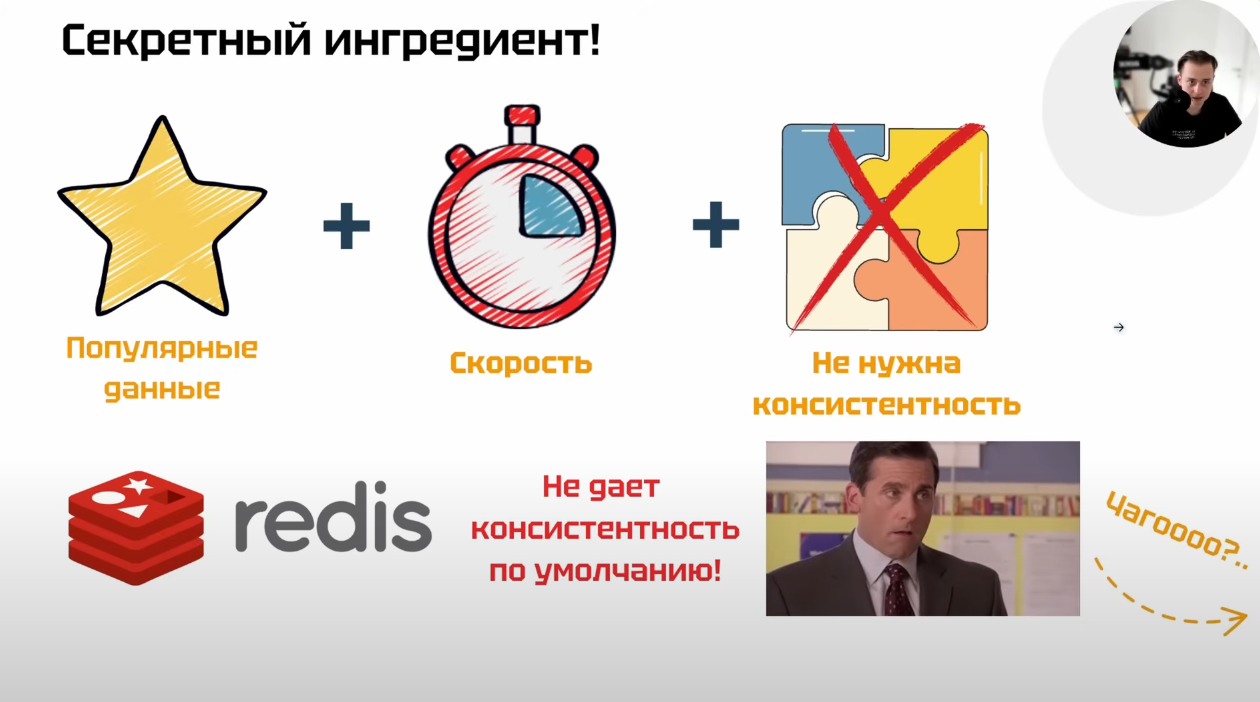 Секретный ингредиент!
Популярные
данные
Скорость
Не нужна
консистентность
redis
Не дает
консистентность
по умолчанию!
Чагоооо?..